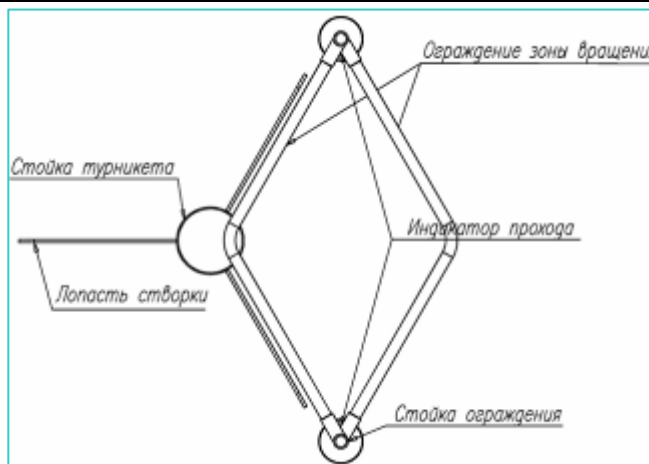 Ограждение зоны вращени
Стойка турникета
Индикатор прохода
Лопасть створки
Стойка ограждения